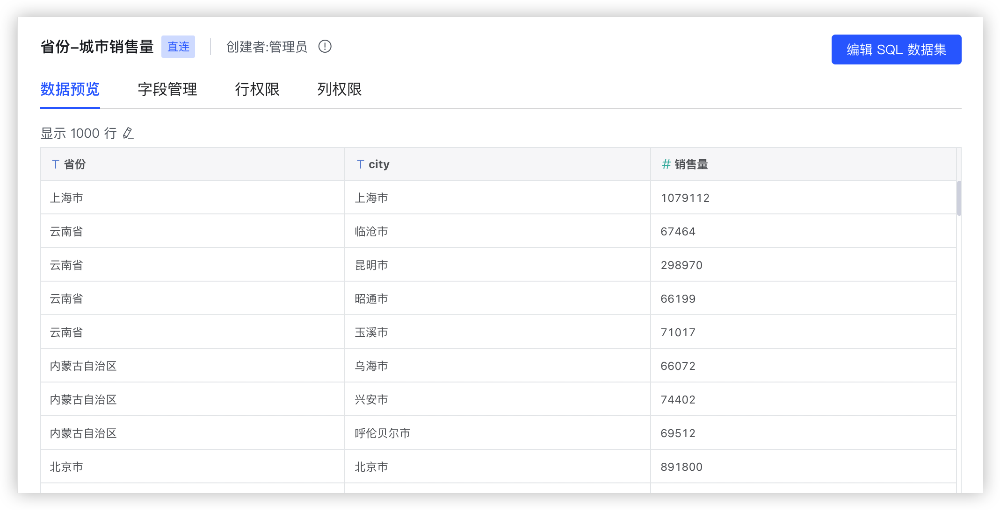 省份–城市销售量 直连 创建者:管理员 编辑 SQL 数据集
数据预览 字段管理 行权限 列权限
显示 1000 行
省份 city 销售量
上海市 上海市 1079112
云南省 临沧市 67464
云南省 昆明市 298970
云南省 昭通市 66199
云南省 玉溪市 71017
内蒙古自治区 乌海市 66072
内蒙古自治区 兴安市 74402
内蒙古自治区 呼伦贝尔市 69512
北京市 北京市 891800